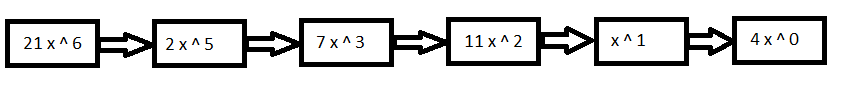 21 x ^ 6 2 x ^ 5 7 x ^ 3 11 x ^ 2 x ^ 1 4 x ^ 0